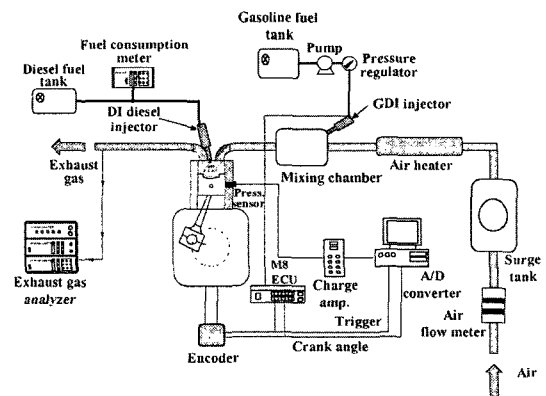 Gasoline fuel
tank
Pump
Pressure
regulator
Fuel consumption
meter
Diesel fuel
tank
DI diesel
injector
GDI injector
Exhaust
gas
Mixing chamber
Air heater
Press.
sensor
Surge
tank
M8
ECU
Charge
amp.
A/D
converter
Exhaust gas
analyzer
Trigger
Air
flow meter
Crank angle
Encoder
Air